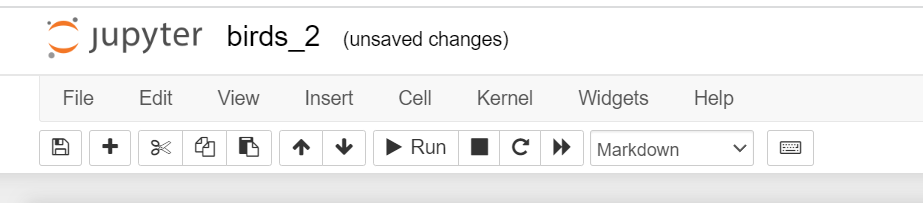 jupyter birds_2 (unsaved changes)
File Edit View Insert Cell Kernel Widgets Help
Run Markdown